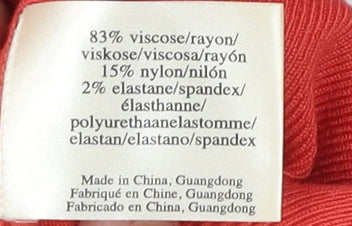 83% viscose/rayon/
viskose/viscosa/rayón
15% nylon/nilón
2% elastane/spandex/
élasthanne/
polyurethaanelastomme/
elastan/elastano/spandex
Made in China, Guangdong
Fabriqué en Chine, Guangdong
Fabricado en China, Guangdong